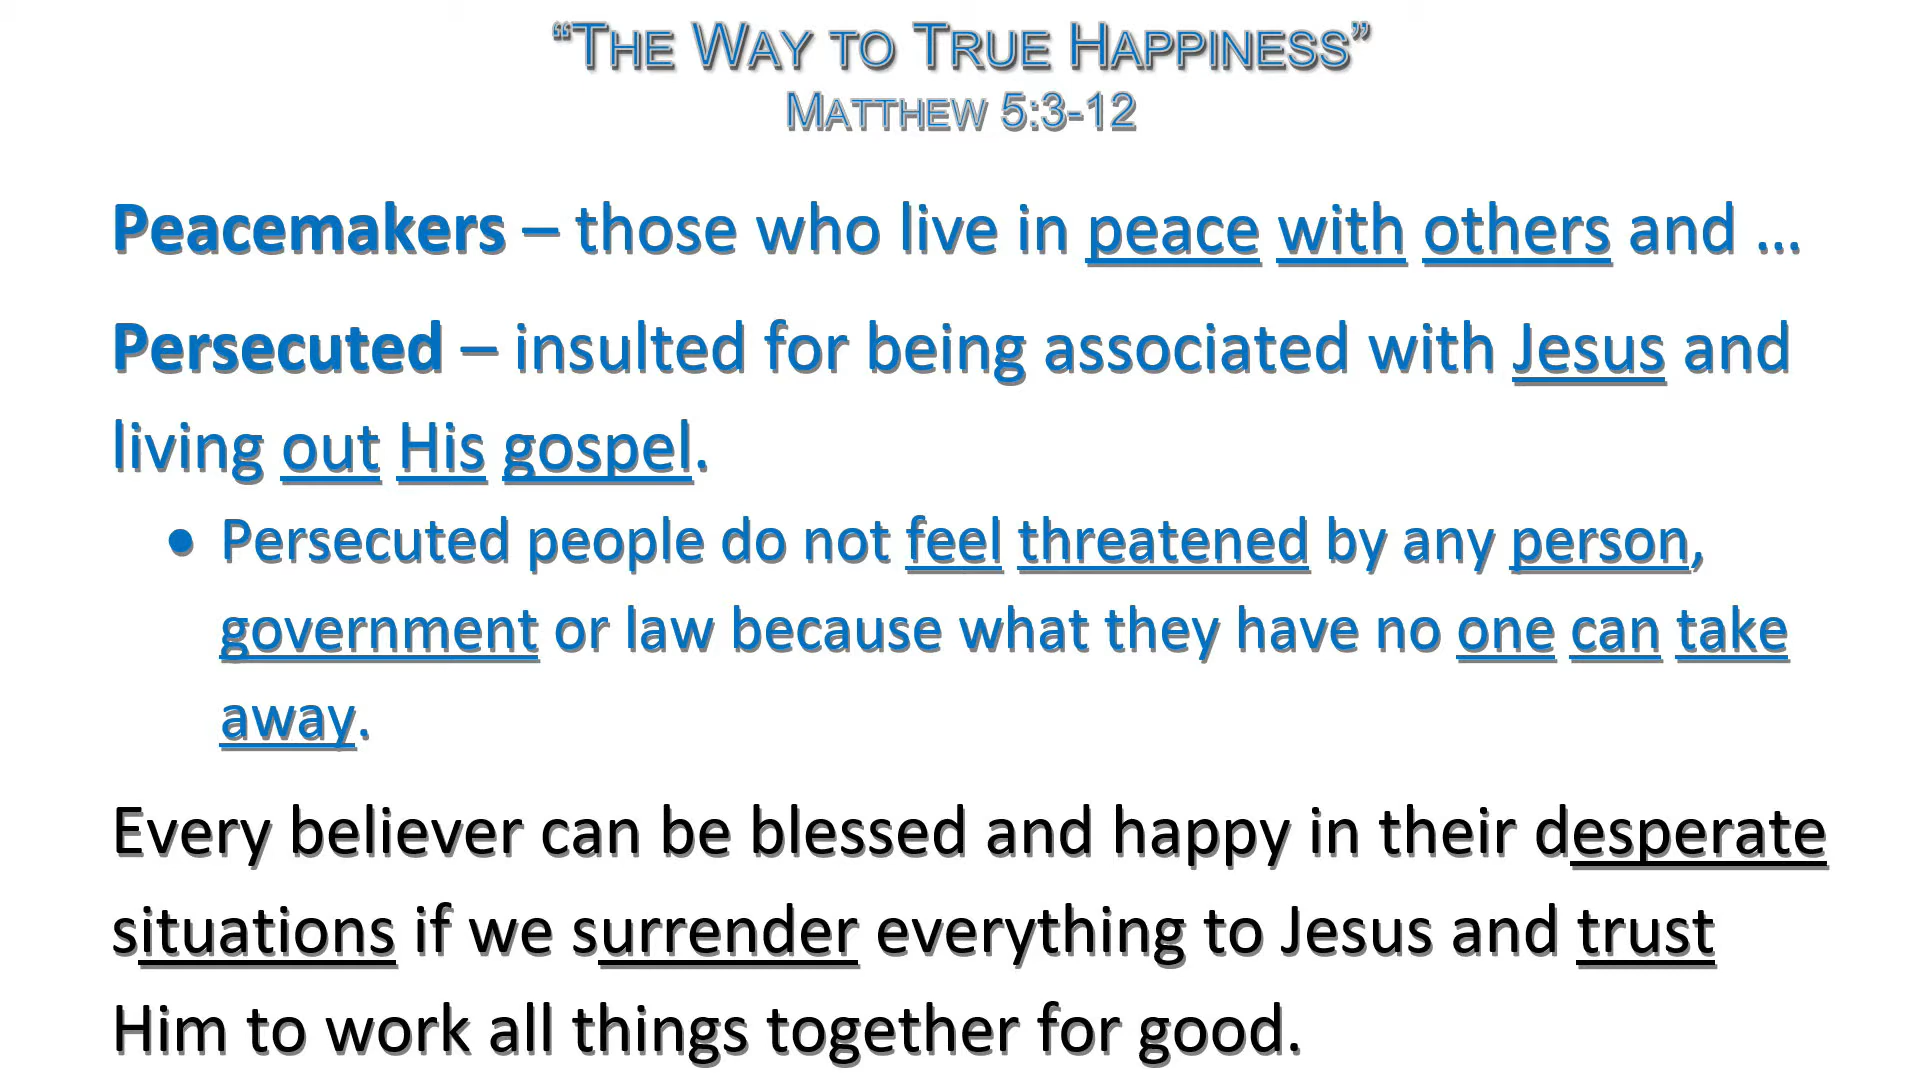 “The Way to True Happiness”
Matthew 5:3-12
Peacemakers – those who live in peace with others and …
Persecuted – insulted for being associated with Jesus and
living out His gospel.
• Persecuted people do not feel threatened by any person,
government or law because what they have no one can take
away.
Every believer can be blessed and happy in their desperate
situations if we surrender everything to Jesus and trust
Him to work all things together for good.